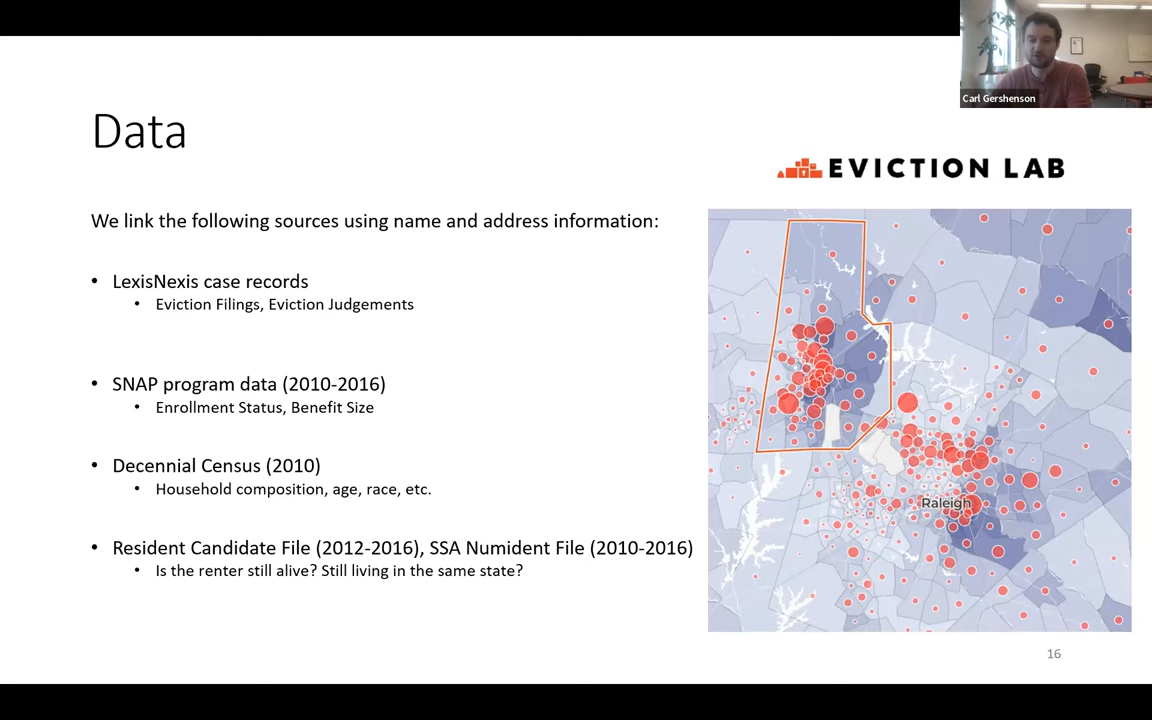 Carl Gershenson
Data
EVICTION LAB
We link the following sources using name and address information:
• LexisNexis case records
• Eviction Filings, Eviction Judgements
• SNAP program data (2010-2016)
• Enrollment Status, Benefit Size
• Decennial Census (2010)
• Household composition, age, race, etc.
• Resident Candidate File (2012-2016), SSA Numident File (2010-2016)
• Is the renter still alive? Still living in the same state?
Raleigh
16